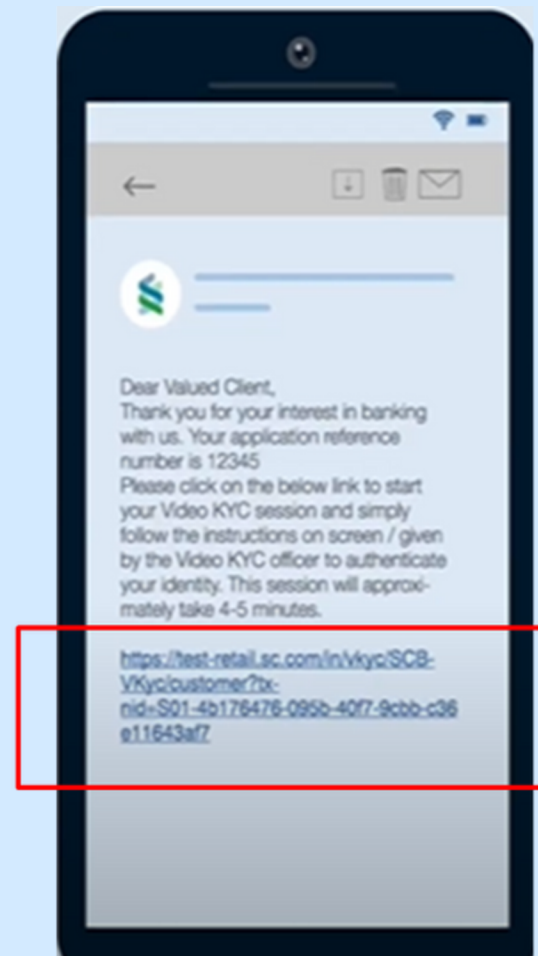 Dear Valued Client,
Thank you for your interest in banking
with us. Your application reference
number is 12345
Please click on the below link to start
your Video KYC session and simply
follow the instructions on screen / given
by the Video KYC officer to authenticate
your identity. This session will approxi-
mately take 4-5 minutes.
https://test-retail.sc.com/in/vkyc/SCB-
VKyc/customer?tx-
nid=S01-4b176476-095b-40f7-9cbb-c36
e11643af7